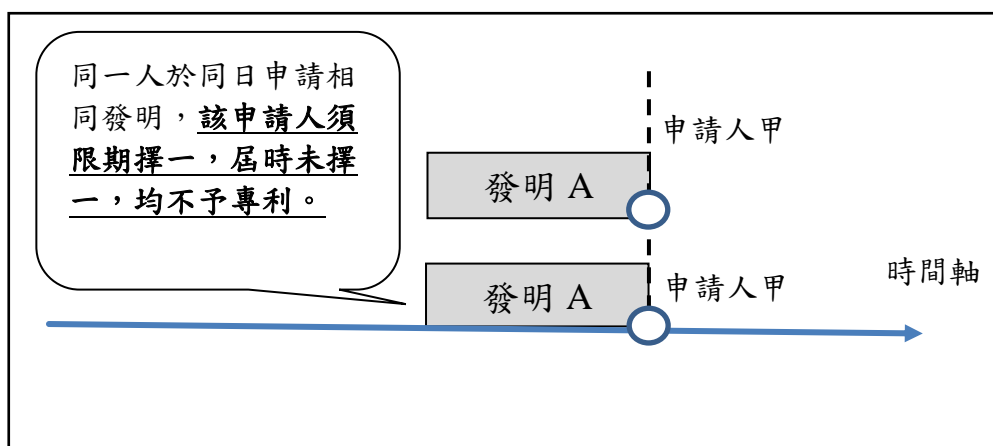 同一人於同日申請相
同發明，該申請人須
限期擇一，屆時未擇
一，均不予專利。
申請人甲
發明 A
申請人甲
發明 A
時間軸